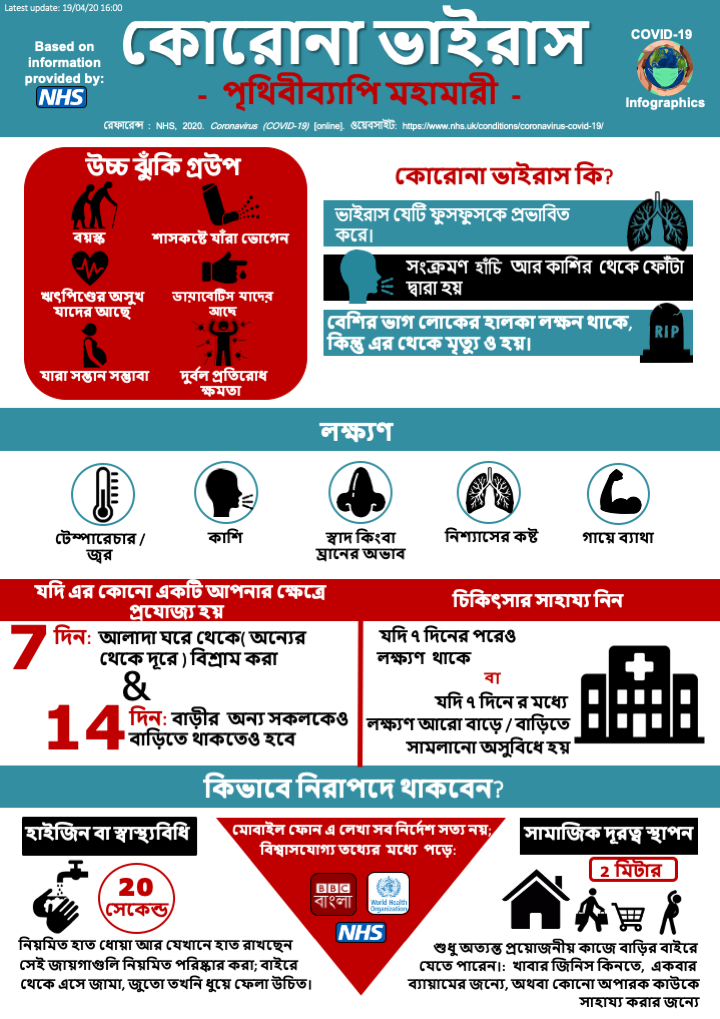 Latest update: 19/04/20 16:00
Based on
information
provided by:
NHS
কোরোনা ভাইরাস
- পৃথিবীব্যাপি মহামারী -
COVID-19
Infographics
রেফারেন্স : NHS, 2020. Coronavirus (COVID-19) [online]. ওয়েবসাইট: https://www.nhs.uk/conditions/coronavirus-covid-19/
উচ্চ ঝুঁকি গ্রউপ
বয়স্ক
শাসকষ্টে যাঁরা ভোগেন
ঋৎপিণ্ডের অসুখ
যাদের আছে
ডায়াবেটিস যাদের
আছে
যারা সন্তান সম্ভাবা
দুর্বল প্রতিরোধ
ক্ষমতা
কোরোনা ভাইরাস কি?
ভাইরাস যেটি ফুসফুসকে প্রভাবিত
করে।
সংক্রমণ হাঁচি আর কাশির থেকে ফোঁটা
দ্বারা হয়
বেশির ভাগ লোকের হালকা লক্ষন থাকে,
কিন্তু এর থেকে মৃত্যু ও হয়।
RIP
লক্ষ্যণ
টেম্পারেচার /
জ্বর
কাশি
স্বাদ কিংবা
ঘ্রানের অভাব
নিশ্যাসের কষ্ট
গায়ে ব্যাথা
যদি এর কোনো একটি আপনার ক্ষেত্রে
প্রযোজ্য হয়
7 দিন: আলাদা ঘরে থেকে( অন্যের
থেকে দূরে ) বিশ্রাম করা
&
14 দিন: বাড়ীর অন্য সকলকেও
বাড়িতে থাকতেও হবে
চিকিৎসার সাহায্য নিন
যদি ৭ দিনের পরেও
লক্ষ্যণ থাকে
বা
যদি ৭ দিনে র মধ্যে
লক্ষ্যণ আরো বাড়ে / বাড়িতে
সামলানো অসুবিধে হয়
কিভাবে নিরাপদে থাকবেন?
হাইজিন বা স্বাস্থ্যবিধি
20
সেকেন্ড
নিয়মিত হাত ধোয়া আর যেখানে হাত রাখছেন
সেই জায়গাগুলি নিয়মিত পরিষ্কার করা; বাইরে
থেকে এসে জামা, জুতো তখনি ধুয়ে ফেলা উচিত।
মোবাইল ফোন এ লেখা সব নির্দেশ সত্য নয়;
বিশ্বাসযোগ্য তথ্যের মধ্যে পড়ে:
BBC
বাংলা
World Health
Organization
NHS
সামাজিক দূরত্ব স্থাপন
2 মিটার
শুধু অত্যন্ত প্রয়োজনীয় কাজে বাড়ির বাইরে
যেতে পারেন।: খাবার জিনিস কিনতে, একবার
ব্যায়ামের জন্যে, অথবা কোনো অপারক কাউকে
সাহায্য করার জন্যে